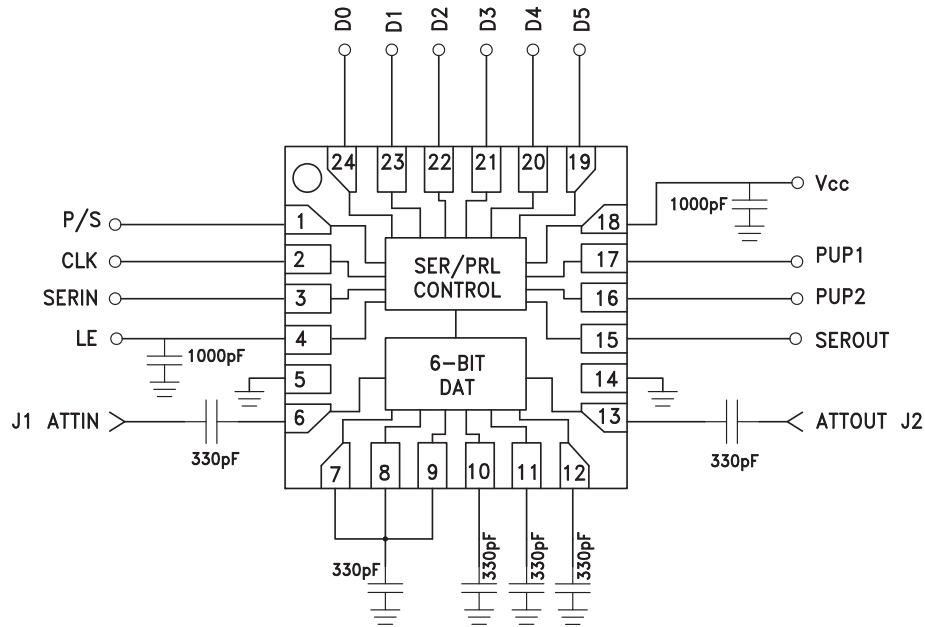 D0 D1 D2 D3 D4 D5
24 23 22 21 20 19
Vcc
1000pF
P/S 1 18
CLK 2 17 PUP1
SER/PRL
CONTROL
SERIN 3 16 PUP2
LE 4 15 SEROUT
1000pF
6-BIT
DAT
5 14
J1 ATTIN 6 13 ATTOUT J2
330pF 330pF
7 8 9 10 11 12
330pF 330pF 330pF 330pF